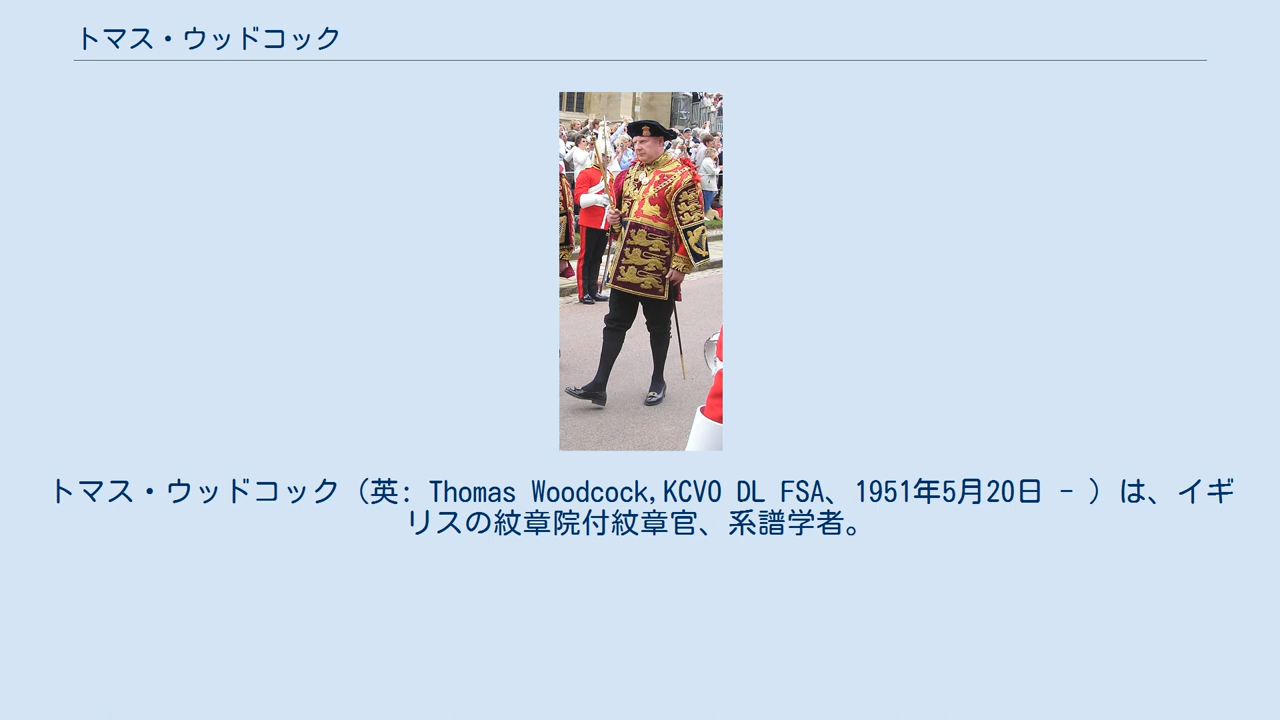 トマス・ウッドコック
トマス・ウッドコック（英: Thomas Woodcock,KCVO DL FSA、1951年5月20日 - ）は、イギ
リスの紋章院付紋章官、系譜学者。